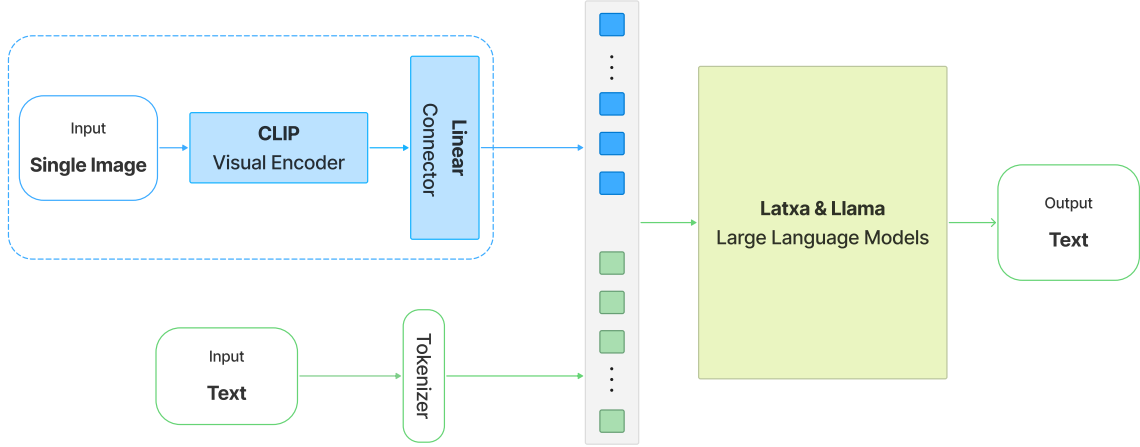 Input
Single Image
CLIP
Visual Encoder
Linear
Connector
Input
Text
Tokenizer
Latxa & Llama
Large Language Models
Output
Text